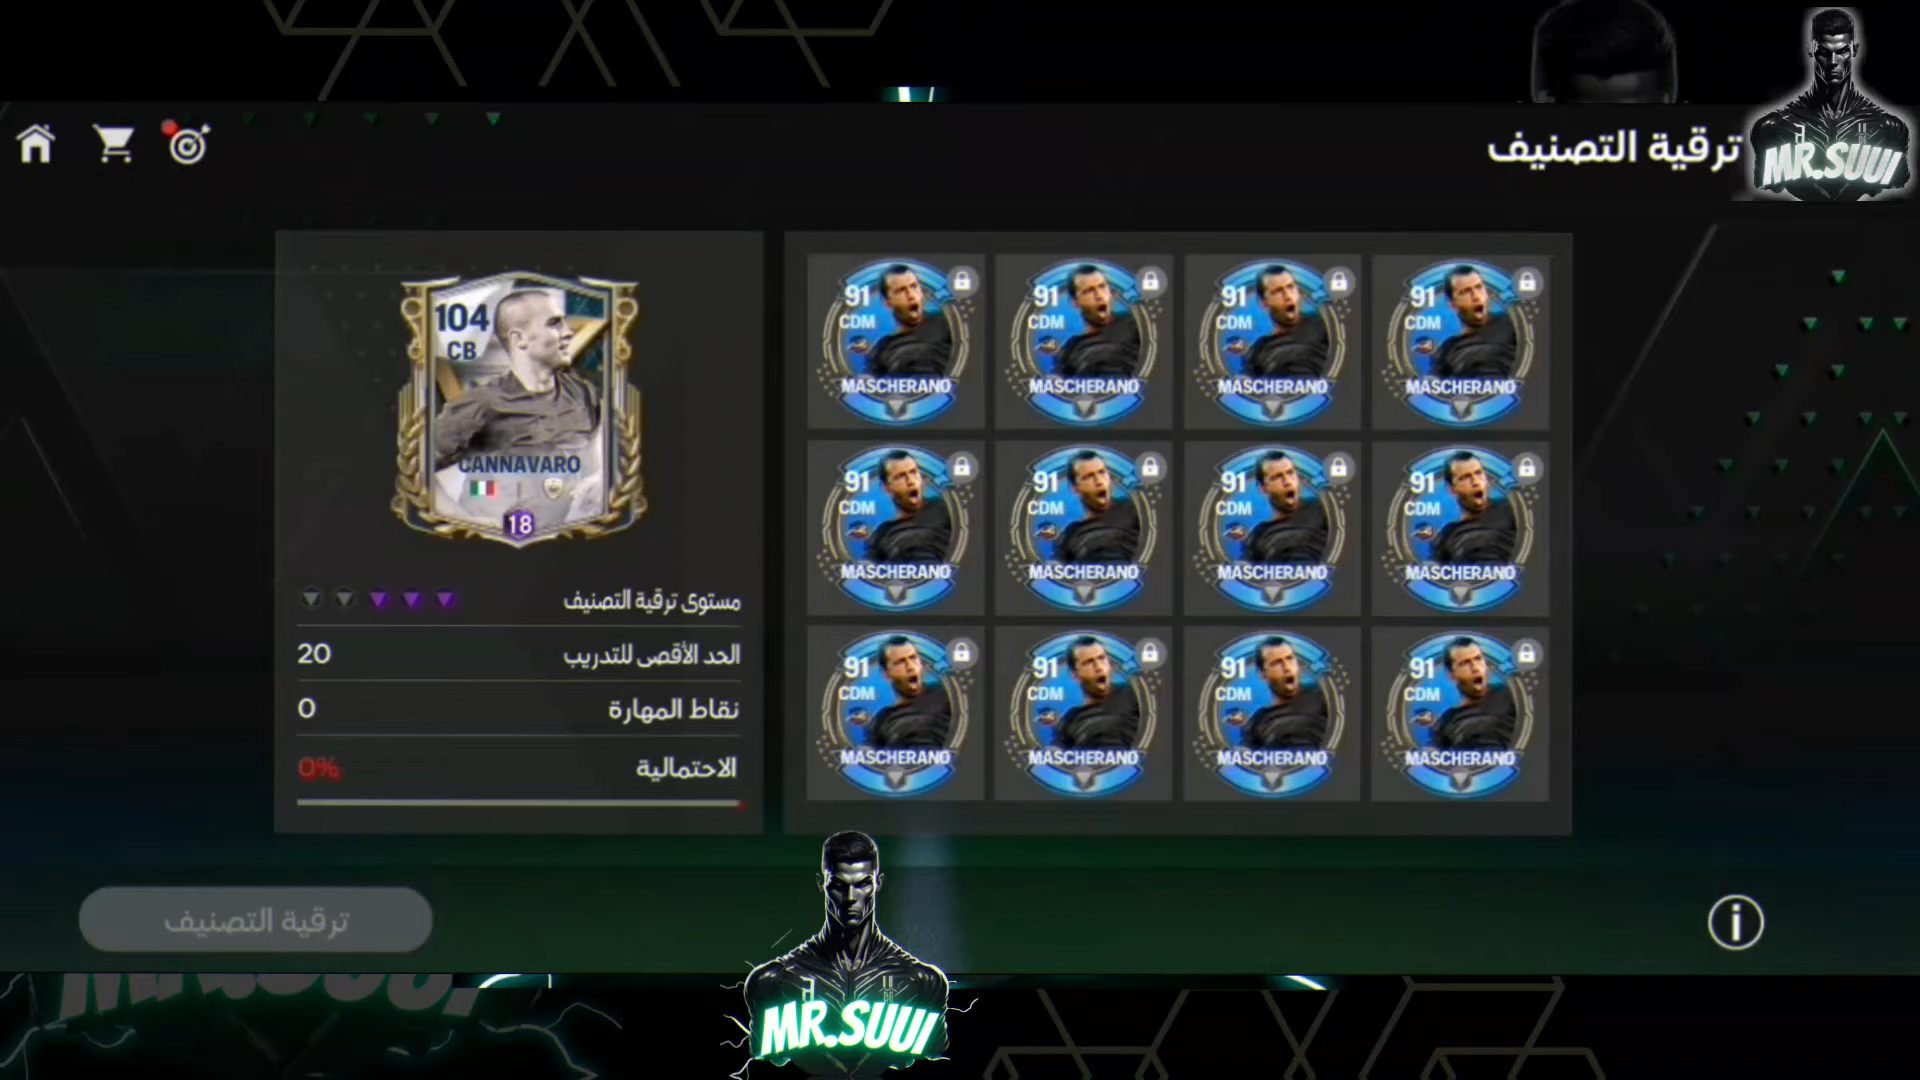 ترقية التصنيف
MR.SUUI
104
CB
CANNAVARO
18
مستوى ترقية التصنيف
الحد الأقصى للتدريب 20
نقاط المهارة 0
الاحتمالية 0%
91
CDM
MASCHERANO
91
CDM
MASCHERANO
91
CDM
MASCHERANO
91
CDM
MASCHERANO
91
CDM
MASCHERANO
91
CDM
MASCHERANO
91
CDM
MASCHERANO
91
CDM
MASCHERANO
91
CDM
MASCHERANO
91
CDM
MASCHERANO
91
CDM
MASCHERANO
91
CDM
MASCHERANO
ترقية التصنيف
i
MR.SUUI